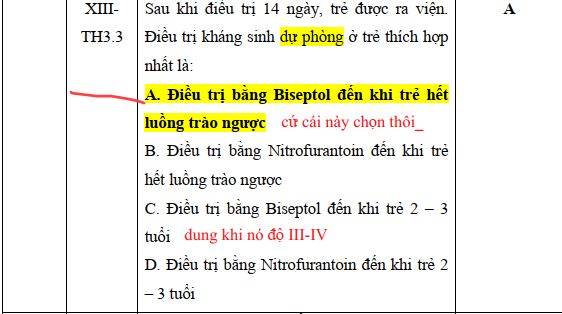 XIII-
TH3.3
Sau khi điều trị 14 ngày, trẻ được ra viện.
Điều trị kháng sinh dự phòng ở trẻ thích hợp
nhất là:
A. Điều trị bằng Biseptol đến khi trẻ hết
luồng trào ngược cứ cái này chọn thôi_
B. Điều trị bằng Nitrofurantoin đến khi trẻ
hết luồng trào ngược
C. Điều trị bằng Biseptol đến khi trẻ 2 – 3
tuổi dung khi nó độ III-IV
D. Điều trị bằng Nitrofurantoin đến khi trẻ 2
– 3 tuổi
A